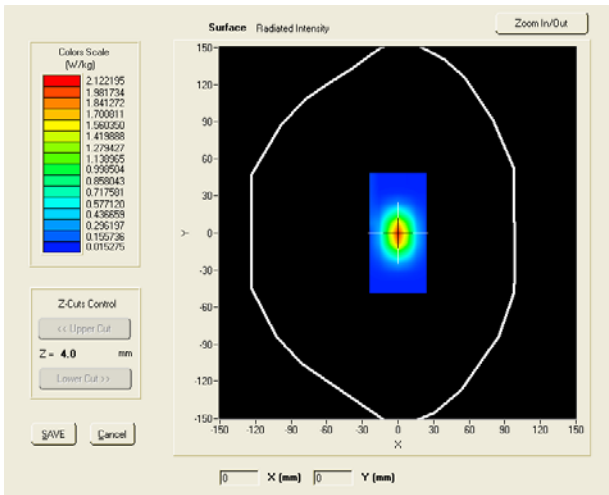 Surface Radiated Intensity
Zoom In/Out
Colors Scale
(W/kg)
2.122195
1.981734
1.841272
1.700811
1.560350
1.419888
1.279427
1.138965
0.998504
0.858043
0.717581
0.577120
0.436659
0.296197
0.155736
0.015275
Z-Cuts Control
<< Upper Cut
Z = 4.0 mm
Lower Cut >>
SAVE Cancel
150
120
90
60
30
0
-30
-60
-90
-120
-150
Y
-150 -120 -90 -60 -30 0 30 60 90 120 150
X
0 X (mm) 0 Y (mm)